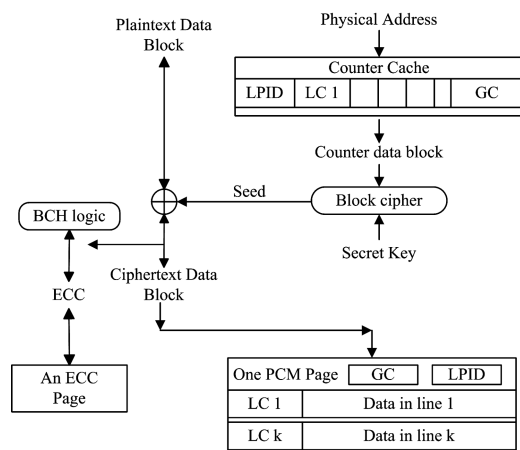 Plaintext Data
Block
Physical Address
Counter Cache
LPID LC 1 GC
Counter data block
Seed
Block cipher
BCH logic
Secret Key
Ciphertext Data
Block
ECC
An ECC
Page
One PCM Page GC LPID
LC 1 Data in line 1
LC k Data in line k